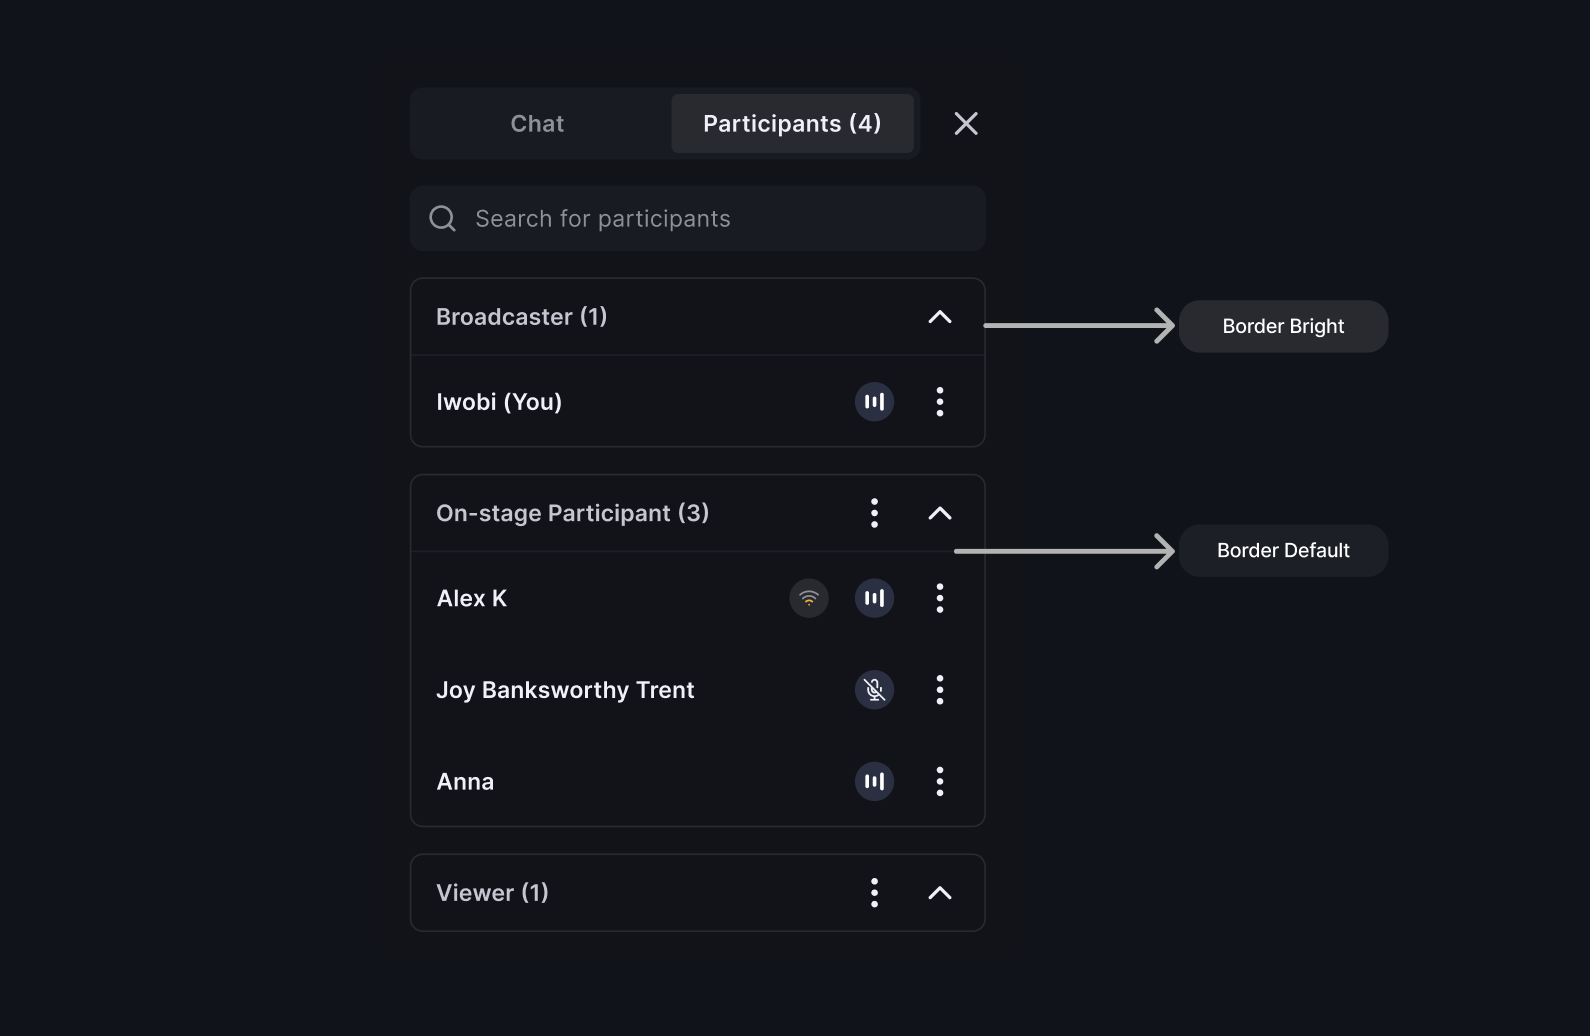 Chat
Participants (4)
Search for participants
Broadcaster (1)
Border Bright
Iwobi (You)
On-stage Participant (3)
Border Default
Alex K
Joy Banksworthy Trent
Anna
Viewer (1)